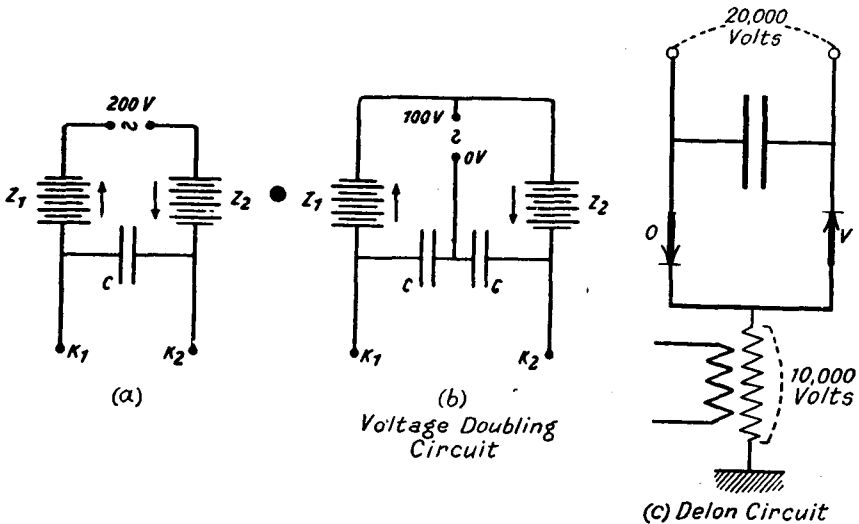 200V
Z1
Z2
C
K1
K2
(a)
100V
0V
Z1
Z2
C
C
K1
K2
(b)
Voltage Doubling
Circuit
20,000
Volts
O
V
10,000
Volts
(c) Delon Circuit